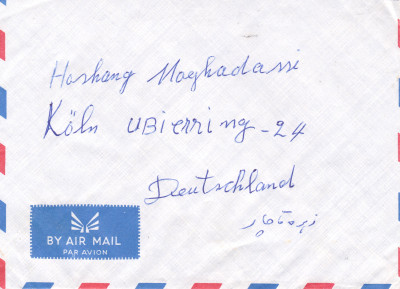 Hoshang Moghadassi
Köln UBierring-24
Deutschland
BY AIR MAIL
PAR AVION